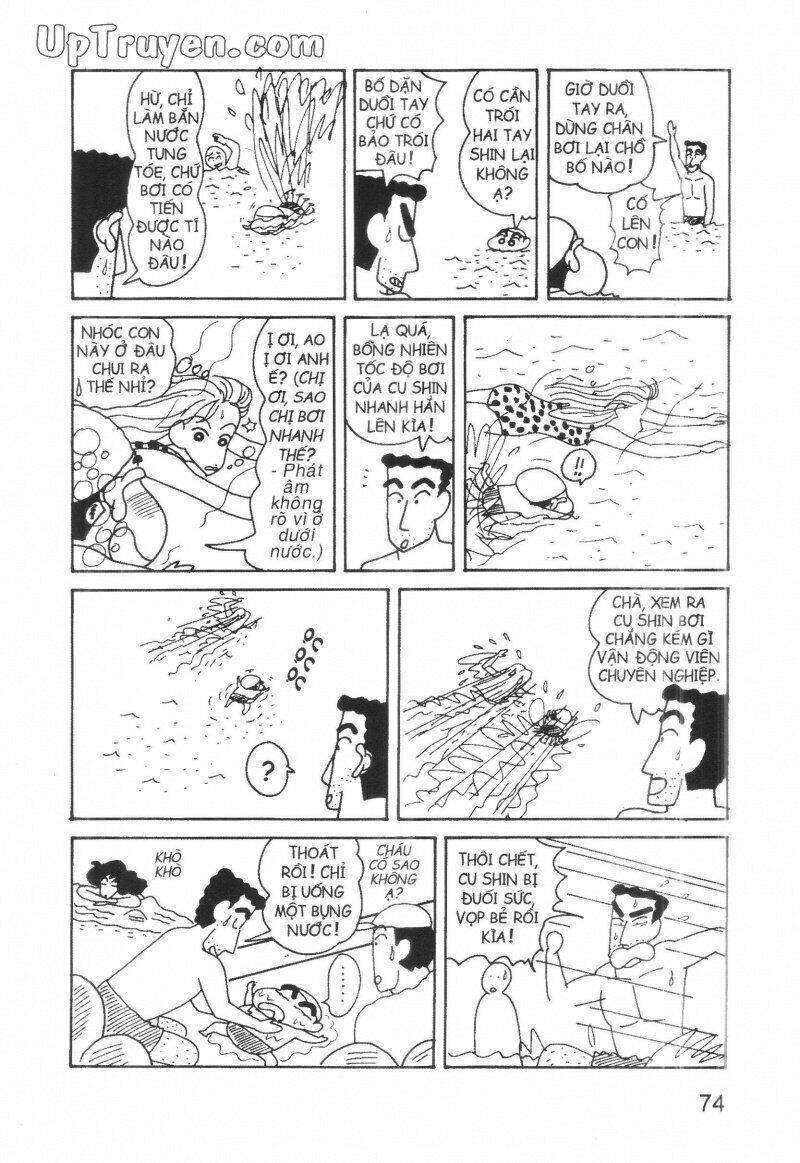 UpTruyen.com
GIỜ DUỖI
TAY RA,
DÙNG CHÂN
BƠI LẠI CHỖ
BỐ NÀO!
CỐ
LÊN
CON!
CÓ CẦN
TRÓI
HAI TAY
SHIN LẠI
KHÔNG
Ạ?
BỐ DẶN
DUỖI TAY
CHỨ CÓ
BẢO TRÓI
ĐÂU!
HỪ, CHỈ
LÀM BẮN
NƯỚC
TUNG
TÓE, CHỨ
BƠI CÓ
TIẾN
ĐƯỢC TÍ
NÀO
ĐÂU!
!!
LẠ QUÁ,
BỖNG NHIÊN
TỐC ĐỘ BƠI
CỦA CU SHIN
NHANH HẲN
LÊN KÌA!
Ị ƠI, AO
Ị ƠI ANH
Ế? (CHỊ
ƠI, SAO
CHỊ BƠI
NHANH
THẾ?
- Phát
âm
không
rõ vì ở
dưới
nước.)
NHÓC CON
NÀY Ở ĐÂU
CHUI RA
THẾ NHỈ?
CHÀ, XEM RA
CU SHIN BƠI
CHẲNG KÉM GÌ
VẬN ĐỘNG VIÊN
CHUYÊN NGHIỆP.
?
THÔI CHẾT,
CU SHIN BỊ
ĐUỐI SỨC,
VỌP BẺ RỒI
KÌA!
CHÁU
CÓ SAO
KHÔNG
Ạ?
THOÁT
RỒI! CHỈ
BỊ UỐNG
MỘT BỤNG
NƯỚC!
KHÒ
KHÒ
74